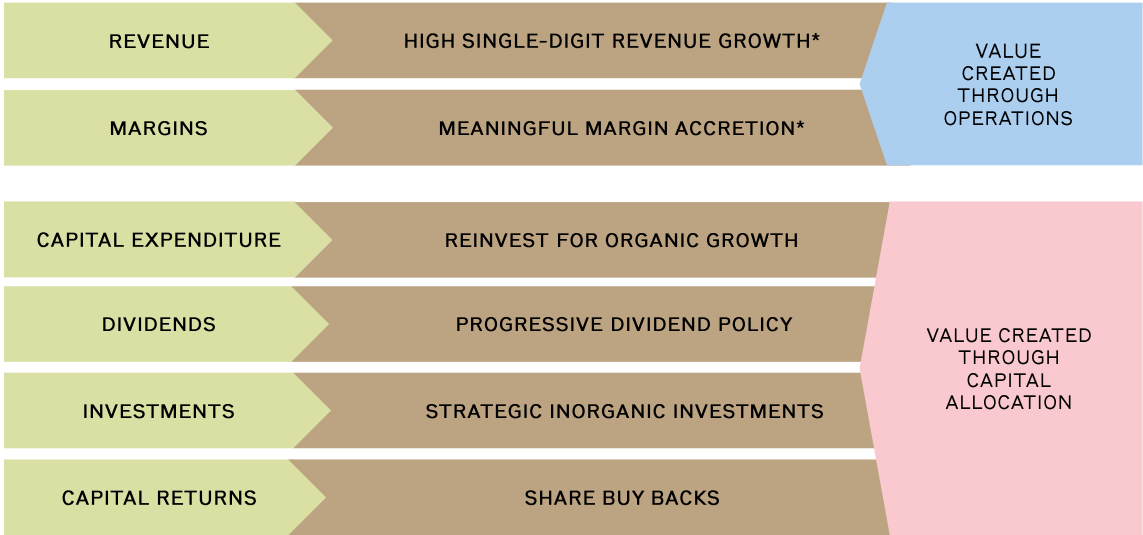 REVENUE
HIGH SINGLE-DIGIT REVENUE GROWTH*
MARGINS
MEANINGFUL MARGIN ACCRETION*
VALUE
CREATED
THROUGH
OPERATIONS
CAPITAL EXPENDITURE
REINVEST FOR ORGANIC GROWTH
DIVIDENDS
PROGRESSIVE DIVIDEND POLICY
INVESTMENTS
STRATEGIC INORGANIC INVESTMENTS
CAPITAL RETURNS
SHARE BUY BACKS
VALUE CREATED
THROUGH
CAPITAL
ALLOCATION